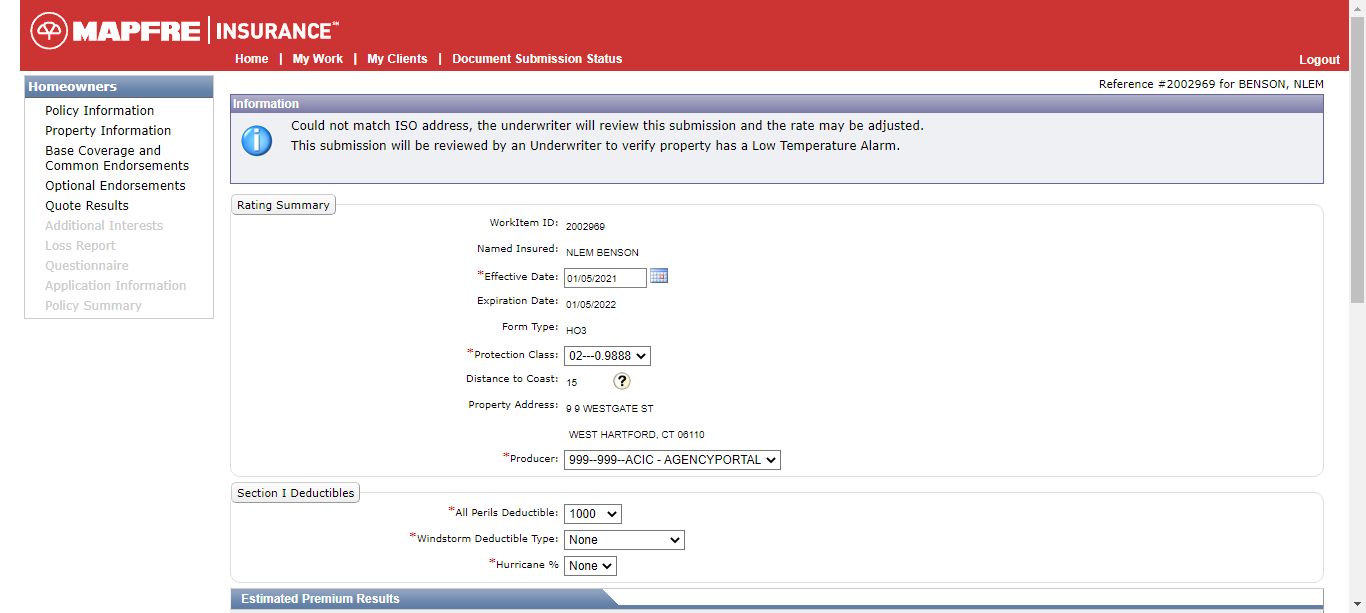 MAPFRE | INSURANCE℠
Home | My Work | My Clients | Document Submission Status
Logout
Homeowners
Policy Information
Property Information
Base Coverage and
Common Endorsements
Optional Endorsements
Quote Results
Additional Interests
Loss Report
Questionnaire
Application Information
Policy Summary
Reference #2002969 for BENSON, NLEM
Information
Could not match ISO address, the underwriter will review this submission and the rate may be adjusted.
This submission will be reviewed by an Underwriter to verify property has a Low Temperature Alarm.
Rating Summary
WorkItem ID: 2002969
Named Insured: NLEM BENSON
*Effective Date: 01/05/2021
Expiration Date: 01/05/2022
Form Type: HO3
*Protection Class: 02---0.9888
Distance to Coast: 15 ?
Property Address: 9 9 WESTGATE ST
WEST HARTFORD, CT 06110
*Producer: 999--999--ACIC - AGENCYPORTAL
Section I Deductibles
*All Perils Deductible: 1000
*Windstorm Deductible Type: None
*Hurricane % None
Estimated Premium Results